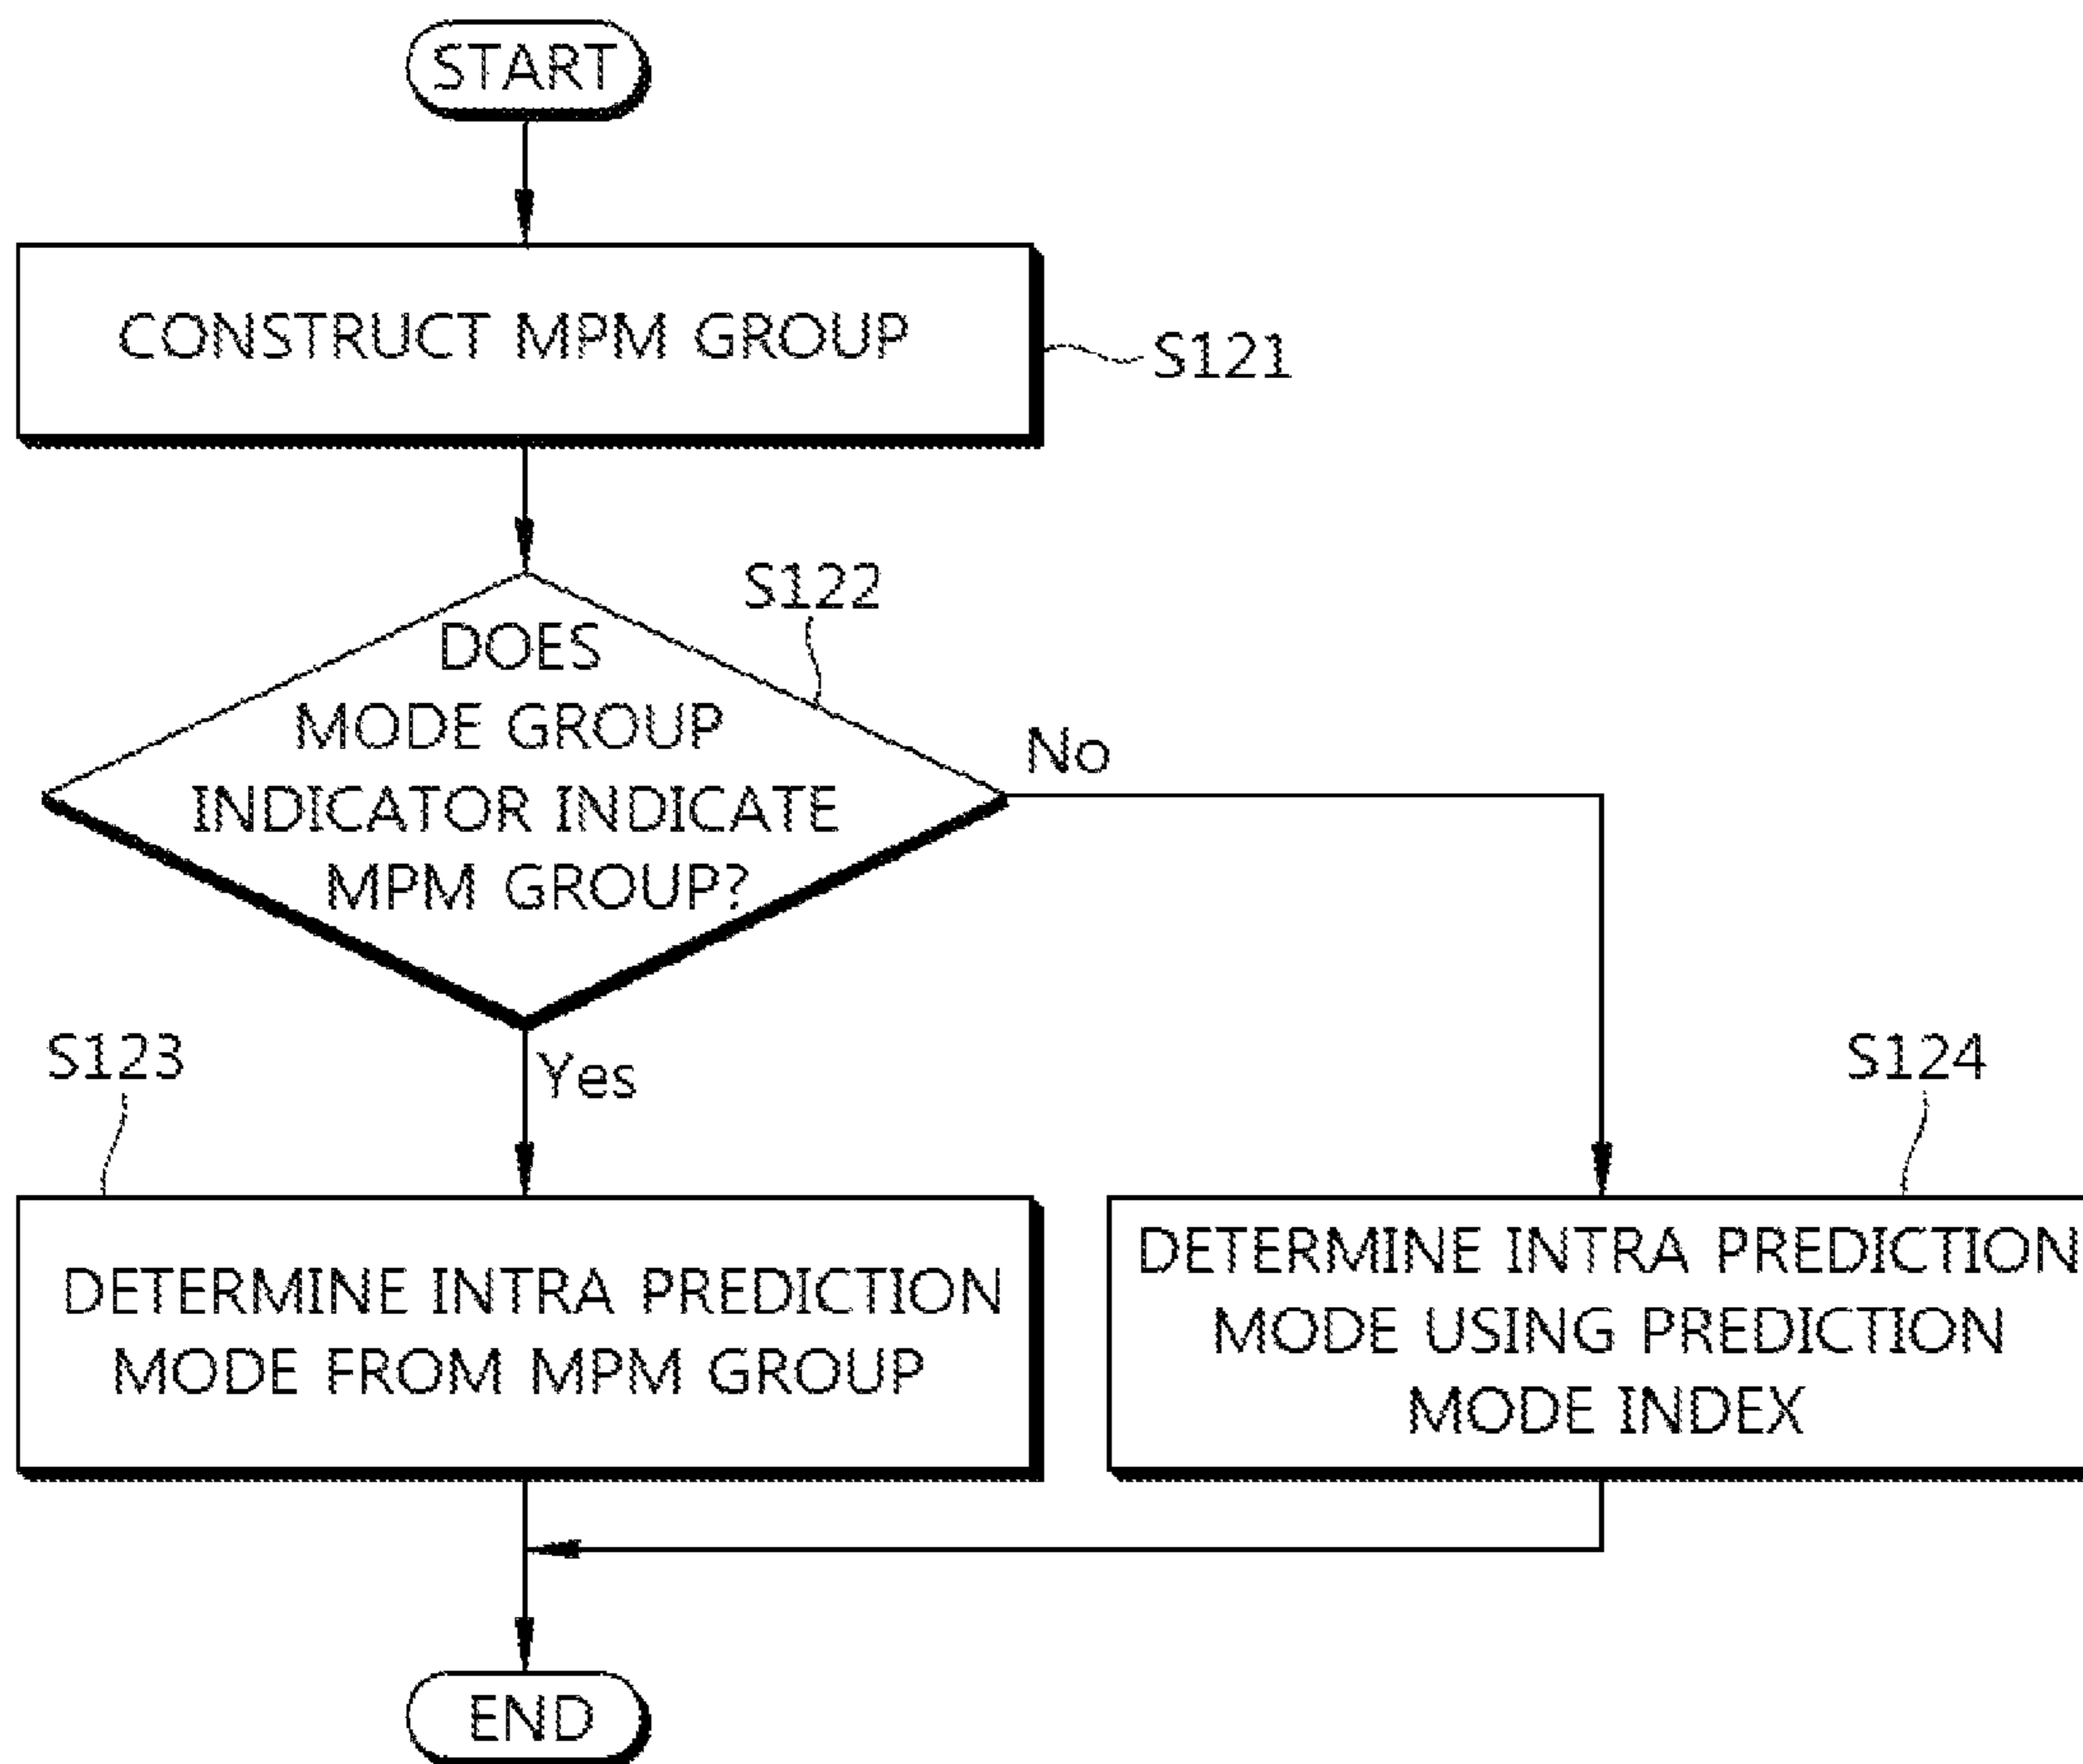 START
CONSTRUCT MPM GROUP
S121
S122
DOES
MODE GROUP
INDICATOR INDICATE
MPM GROUP?
No
Yes
S123
DETERMINE INTRA PREDICTION
MODE FROM MPM GROUP
S124
DETERMINE INTRA PREDICTION
MODE USING PREDICTION
MODE INDEX
END